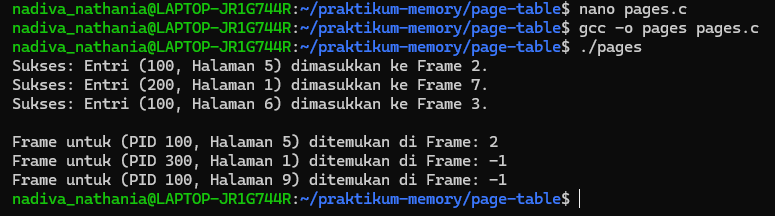 nadiva_nathania@LAPTOP-JR1G744R:~/praktikum-memory/page-table$ nano pages.c
nadiva_nathania@LAPTOP-JR1G744R:~/praktikum-memory/page-table$ gcc -o pages pages.c
nadiva_nathania@LAPTOP-JR1G744R:~/praktikum-memory/page-table$ ./pages
Sukses: Entri (100, Halaman 5) dimasukkan ke Frame 2.
Sukses: Entri (200, Halaman 1) dimasukkan ke Frame 7.
Sukses: Entri (100, Halaman 6) dimasukkan ke Frame 3.
Frame untuk (PID 100, Halaman 5) ditemukan di Frame: 2
Frame untuk (PID 300, Halaman 1) ditemukan di Frame: -1
Frame untuk (PID 100, Halaman 9) ditemukan di Frame: -1
nadiva_nathania@LAPTOP-JR1G744R:~/praktikum-memory/page-table$